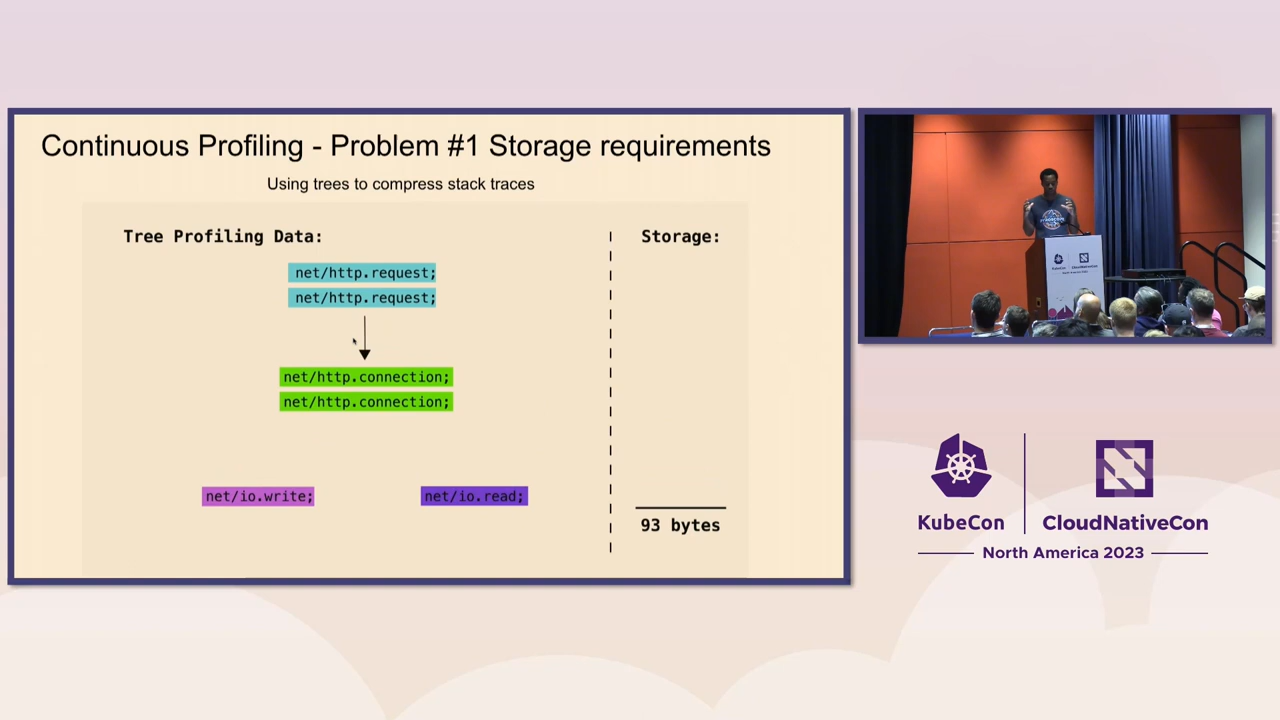 Continuous Profiling - Problem #1 Storage requirements
Using trees to compress stack traces
Tree Profiling Data:
Storage:
net/http.request;
net/http.request;
net/http.connection;
net/http.connection;
net/io.write;
net/io.read;
93 bytes
KubeCon
CloudNativeCon
North America 2023